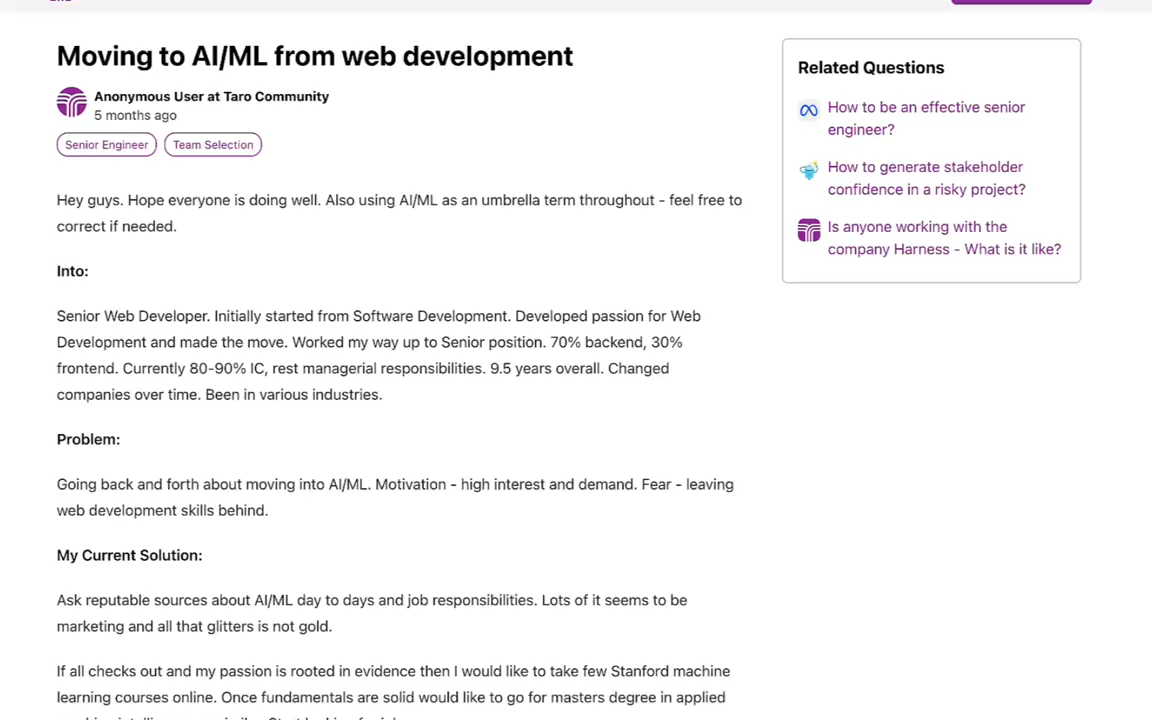 Moving to AI/ML from web development
Anonymous User at Taro Community
5 months ago
Senior Engineer
Team Selection
Hey guys. Hope everyone is doing well. Also using AI/ML as an umbrella term throughout - feel free to
correct if needed.
Into:
Senior Web Developer. Initially started from Software Development. Developed passion for Web
Development and made the move. Worked my way up to Senior position. 70% backend, 30%
frontend. Currently 80-90% IC, rest managerial responsibilities. 9.5 years overall. Changed
companies over time. Been in various industries.
Problem:
Going back and forth about moving into AI/ML. Motivation - high interest and demand. Fear - leaving
web development skills behind.
My Current Solution:
Ask reputable sources about AI/ML day to days and job responsibilities. Lots of it seems to be
marketing and all that glitters is not gold.
If all checks out and my passion is rooted in evidence then I would like to take few Stanford machine
learning courses online. Once fundamentals are solid would like to go for masters degree in applied
Related Questions
How to be an effective senior
engineer?
How to generate stakeholder
confidence in a risky project?
Is anyone working with the
company Harness - What is it like?